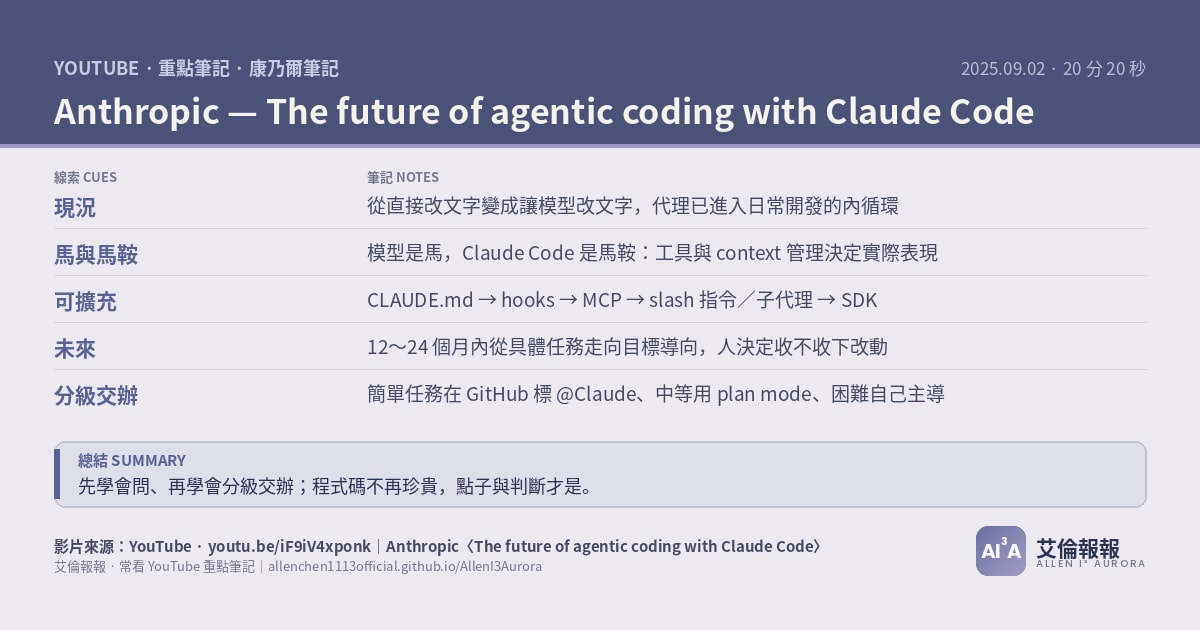 YOUTUBE · 重點筆記 · 康乃爾筆記
2025.09.02 · 20 分 20 秒
Anthropic — The future of agentic coding with Claude Code
線索 CUES
筆記 NOTES
現況
從直接改文字變成讓模型改文字，代理已進入日常開發的內循環
馬與馬鞍
模型是馬，Claude Code 是馬鞍：工具與 context 管理決定實際表現
可擴充
CLAUDE.md → hooks → MCP → slash 指令／子代理 → SDK
未來
12～24 個月內從具體任務走向目標導向，人決定收不收下改動
分級交辦
簡單任務在 GitHub 標 @Claude、中等用 plan mode、困難自己主導
總結 SUMMARY
先學會問、再學會分級交辦；程式碼不再珍貴，點子與判斷才是。
影片來源：YouTube · youtu.be/iF9iV4xponk｜Anthropic〈The future of agentic coding with Claude Code〉
艾倫報報 · 常看 YouTube 重點筆記｜allenchen1113official.github.io/AllenI3Aurora
AI³A
艾倫報報
ALLEN I³ AURORA